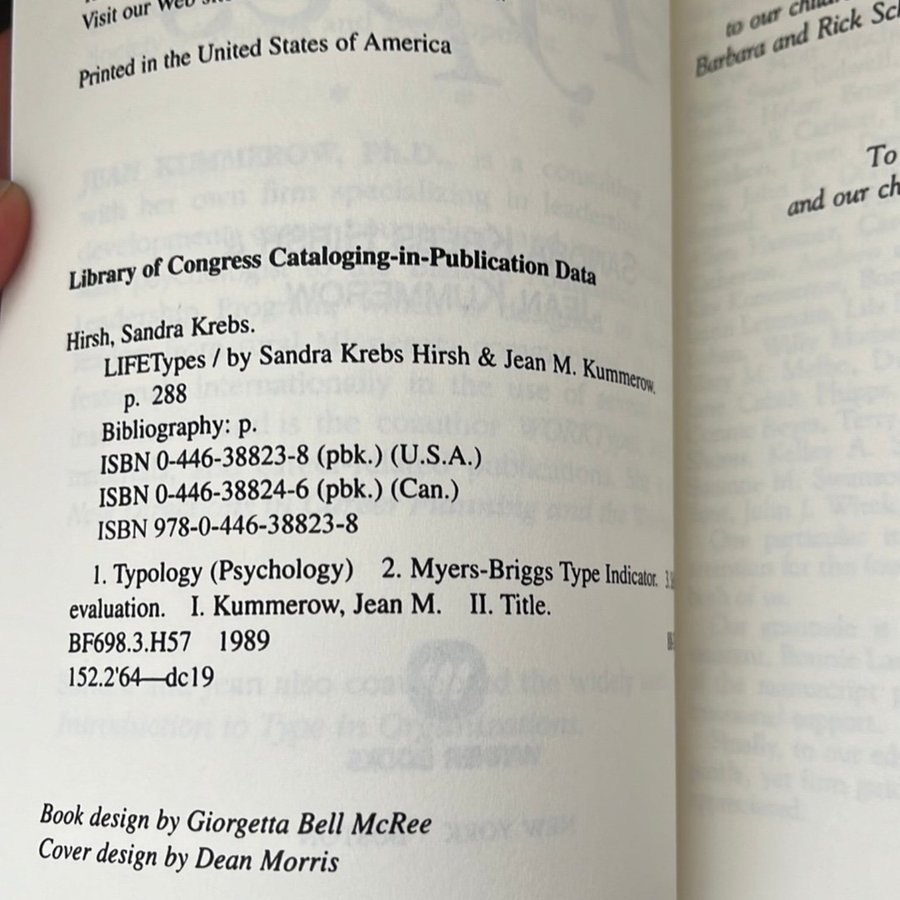 Visit our Web
Printed in the United States of America
Library of Congress Cataloging-in-Publication Data
Hirsh, Sandra Krebs.
LIFETypes / by Sandra Krebs Hirsh & Jean M. Kummerow.
p. 288
Bibliography: p.
ISBN 0-446-38823-8 (pbk.) (U.S.A.)
ISBN 0-446-38824-6 (pbk.) (Can.)
ISBN 978-0-446-38823-8
1. Typology (Psychology) 2. Myers-Briggs Type Indicator.
evaluation. I. Kummerow, Jean M. II. Title.
BF698.3.H57 1989
152.2'64—dc19
Book design by Giorgetta Bell McRee
Cover design by Dean Morris
to our
Barbara and Rick
To
and our